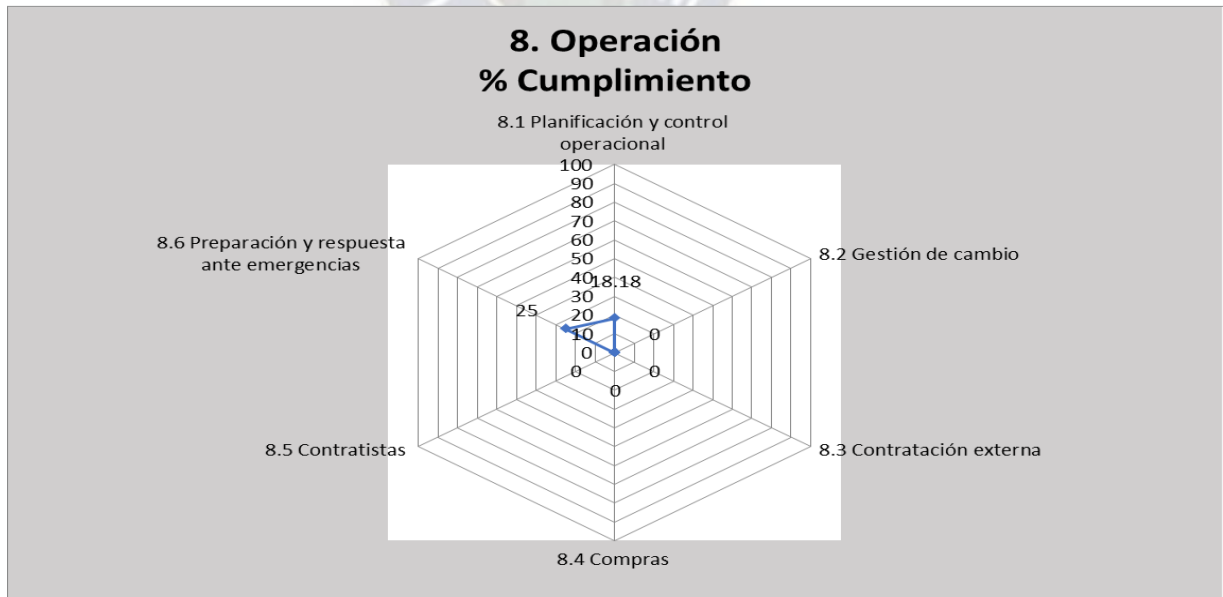 8. Operación
% Cumplimiento
8.1 Planificación y control
operacional
100
90
80
70
60
50
40
18.18
30
25
20
10
0
0
0
0
0
8.6 Preparación y respuesta
ante emergencias
8.2 Gestión de cambio
8.5 Contratistas
8.3 Contratación externa
8.4 Compras